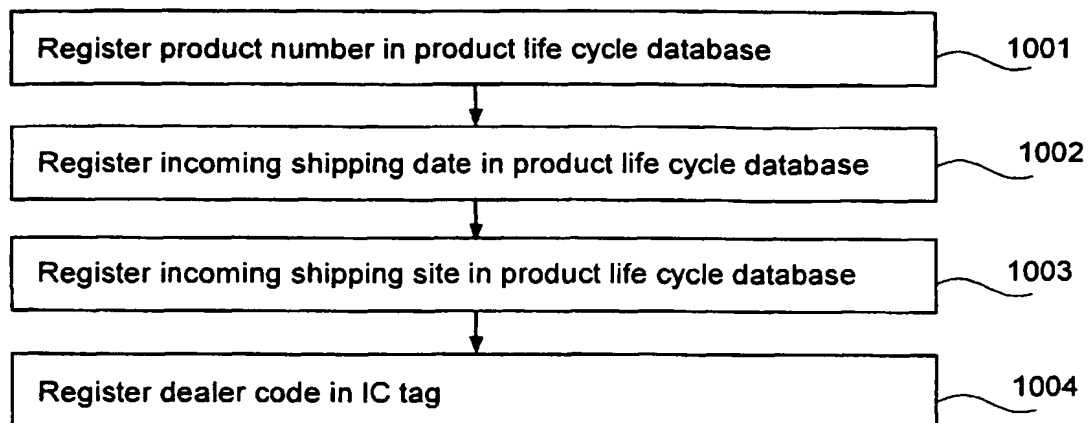 Register product number in product life cycle database
1001
Register incoming shipping date in product life cycle database
1002
Register incoming shipping site in product life cycle database
1003
Register dealer code in IC tag
1004